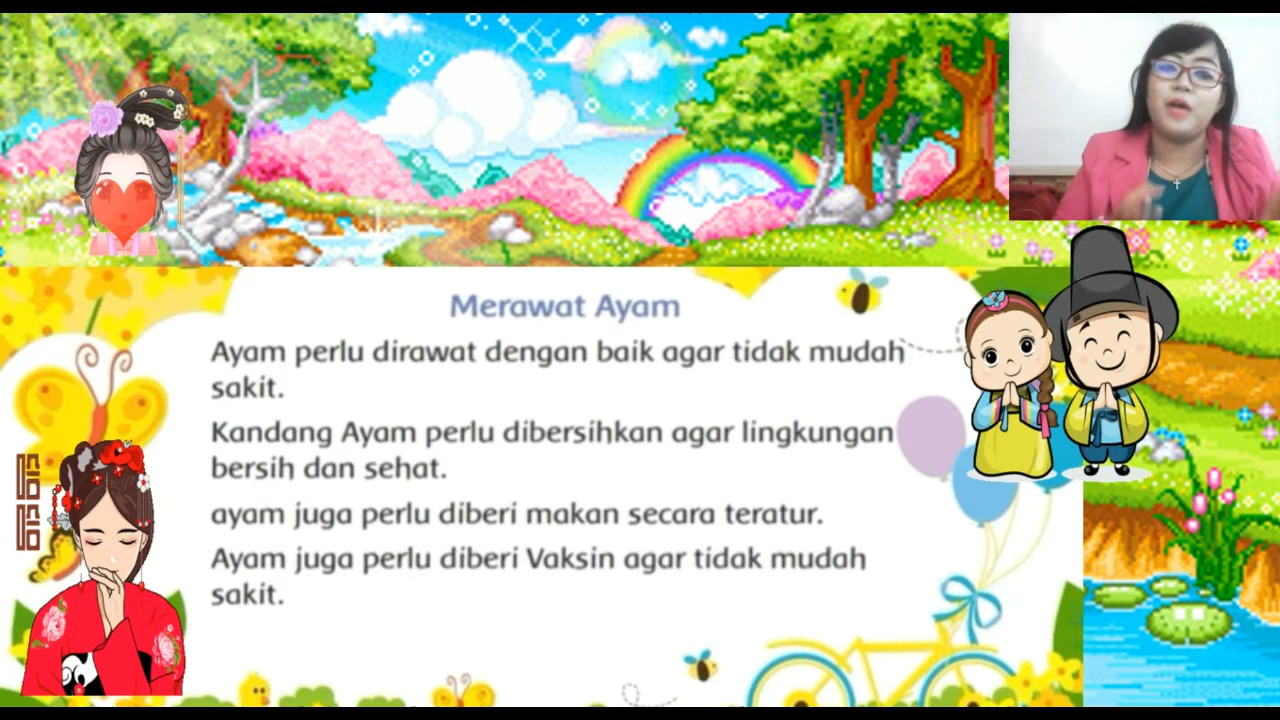 Merawat Ayam
Ayam perlu dirawat dengan baik agar tidak mudah
sakit.
Kandang Ayam perlu dibersihkan agar lingkungan
bersih dan sehat.
ayam juga perlu diberi makan secara teratur.
Ayam juga perlu diberi Vaksin agar tidak mudah
sakit.